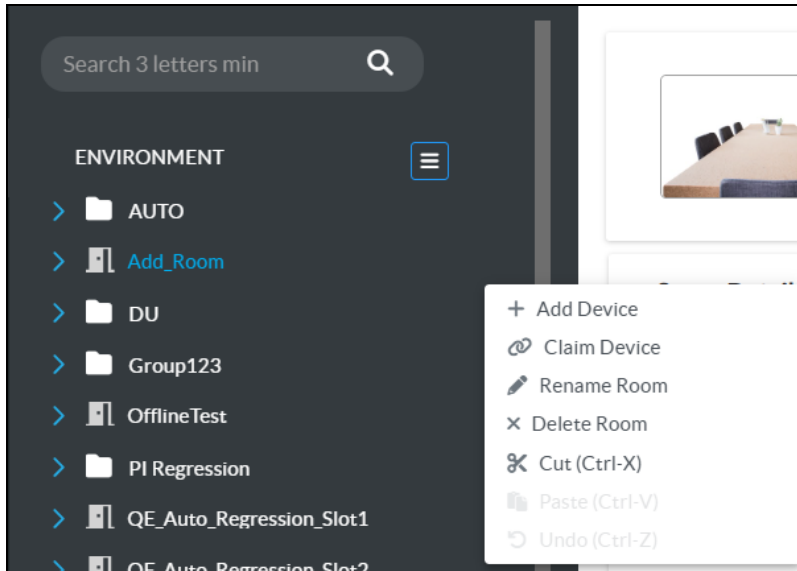 Search 3 letters min
ENVIRONMENT
AUTO
Add_Room
DU
Group123
OfflineTest
PI Regression
QE_Auto_Regression_Slot1
QE_Auto_Regression_Slot2
+ Add Device
Claim Device
Rename Room
Delete Room
Cut (Ctrl-X)
Paste (Ctrl-V)
Undo (Ctrl-Z)